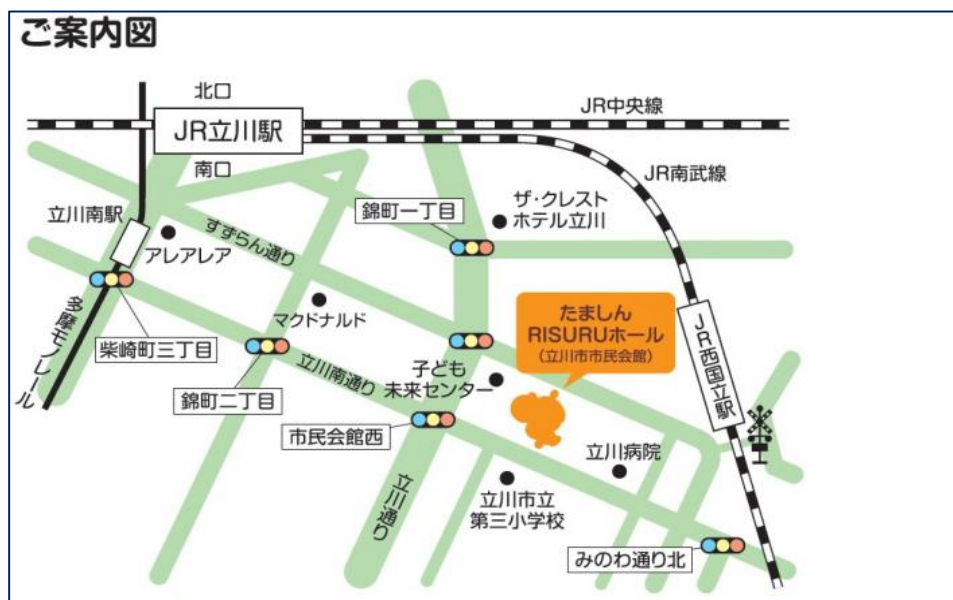 ご案内図
北口
JR立川駅
南口
JR中央線
JR南武線
立川南駅
アレアレア
すずらん通り
錦町一丁目
ザ・クレスト
ホテル立川
多摩モノレール
柴崎町三丁目
マクドナルド
錦町二丁目
立川南通り
たましん
RISURUホール
（立川市市民会館）
子ども
未来センター
市民会館西
JR西国立駅
立川通り
立川病院
立川市立
第三小学校
みのわ通り北